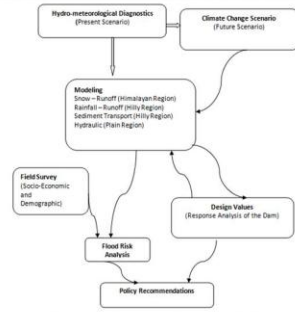 Hydro-meteorological Diagnostics
(Present Scenario)
Climate Change Scenario
(Future Scenario)
Modeling
Snow – Runoff (Himalayan Region)
Rainfall – Runoff (Hilly Region)
Sediment Transport (Hilly Region)
Hydraulic (Plain Region)
Field Survey
(Socio-Economic
and
Demographic)
Design Values
(Response Analysis of the Dam)
Flood Risk
Analysis
Policy Recommendations